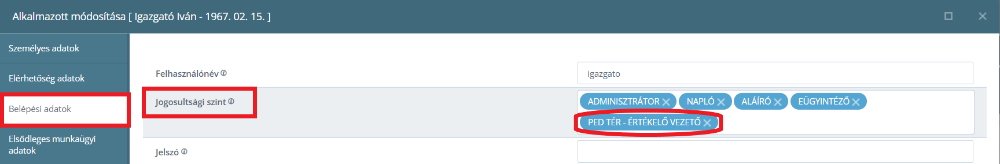 Alkalmazott módosítása [ Igazgató Iván - 1967. 02. 15. ]
Személyes adatok
Elérhetőség adatok
Belépési adatok
Elsődleges munkaügyi
adatok
Felhasználónév
igazgato
Jogosultsági szint
ADMINISZTRÁTOR NAPLÓ ALÁÍRÓ EÜGYINTÉZŐ
PED TÉR - ÉRTÉKELŐ VEZETŐ
Jelszó